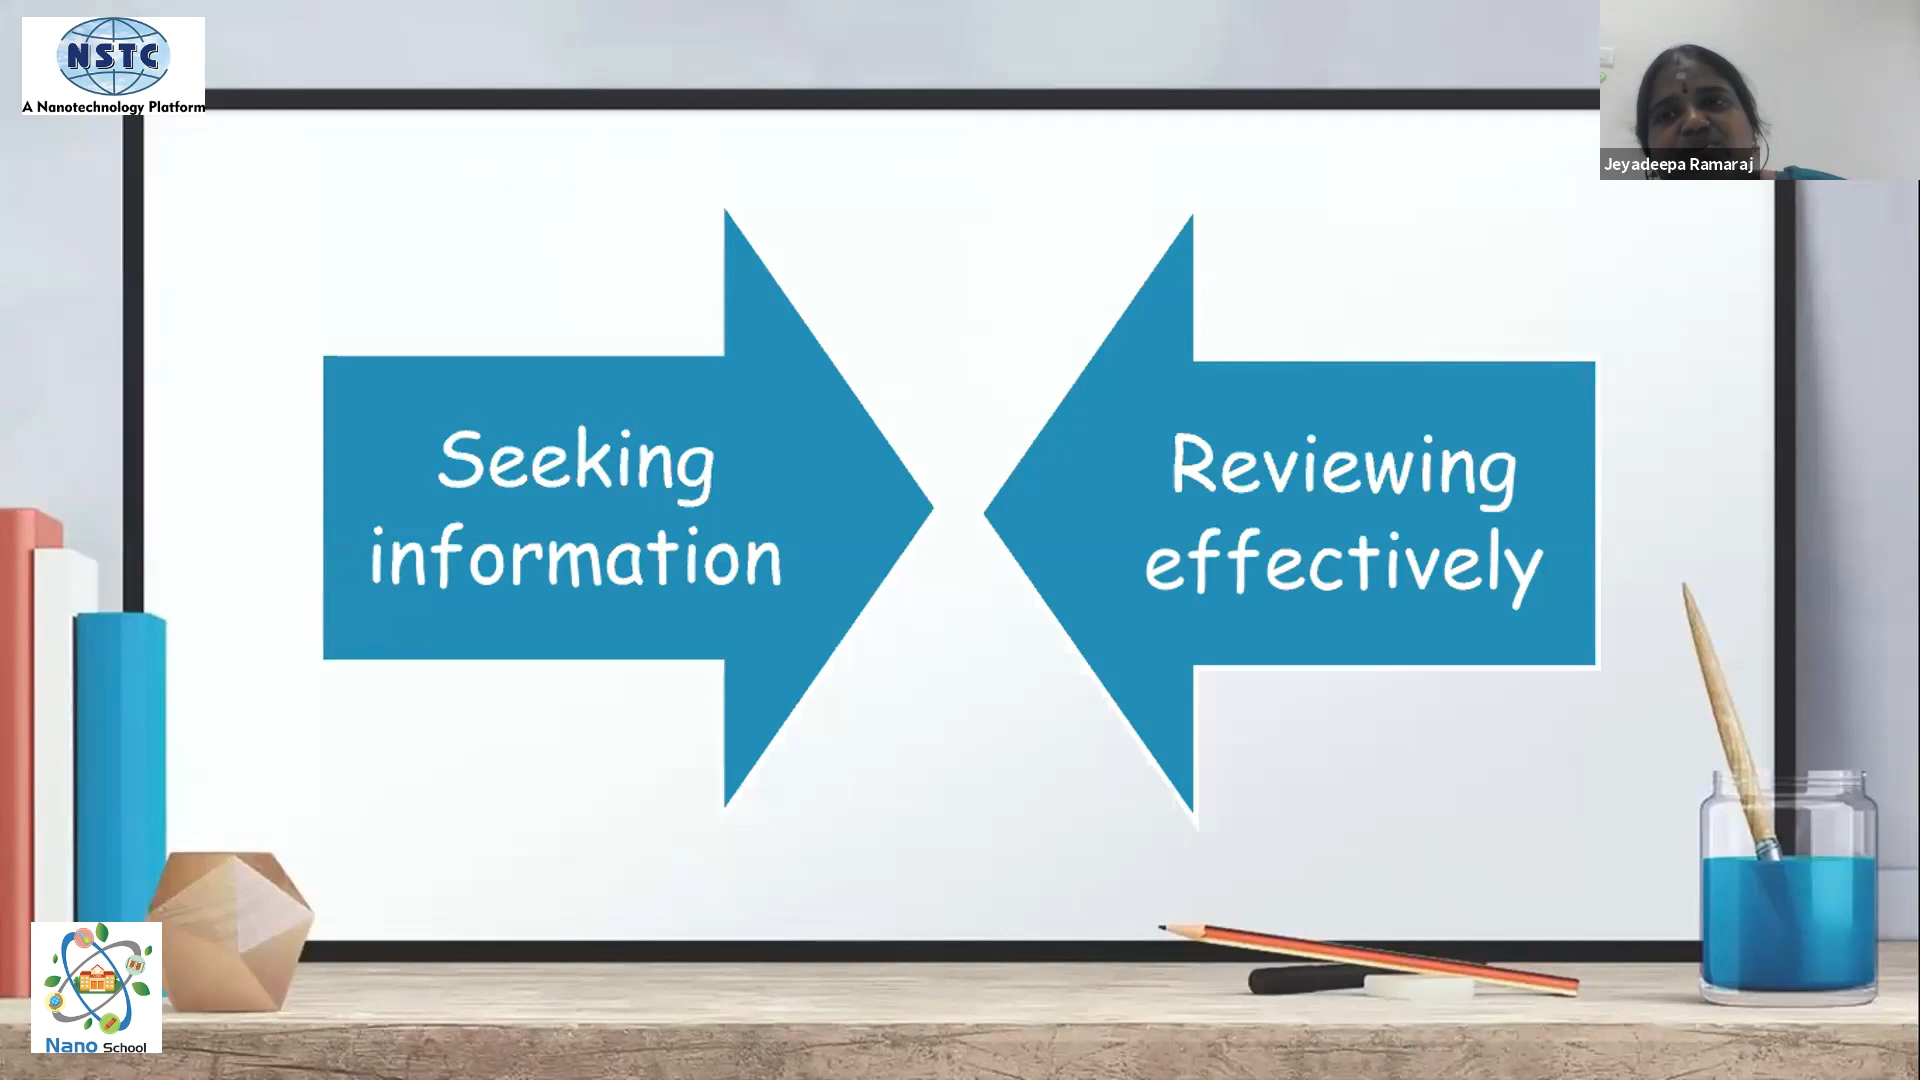 NSTC
A Nanotechnology Platform
Jeyadeepa Ramaraj
Seeking
information
Reviewing
effectively
Nano School